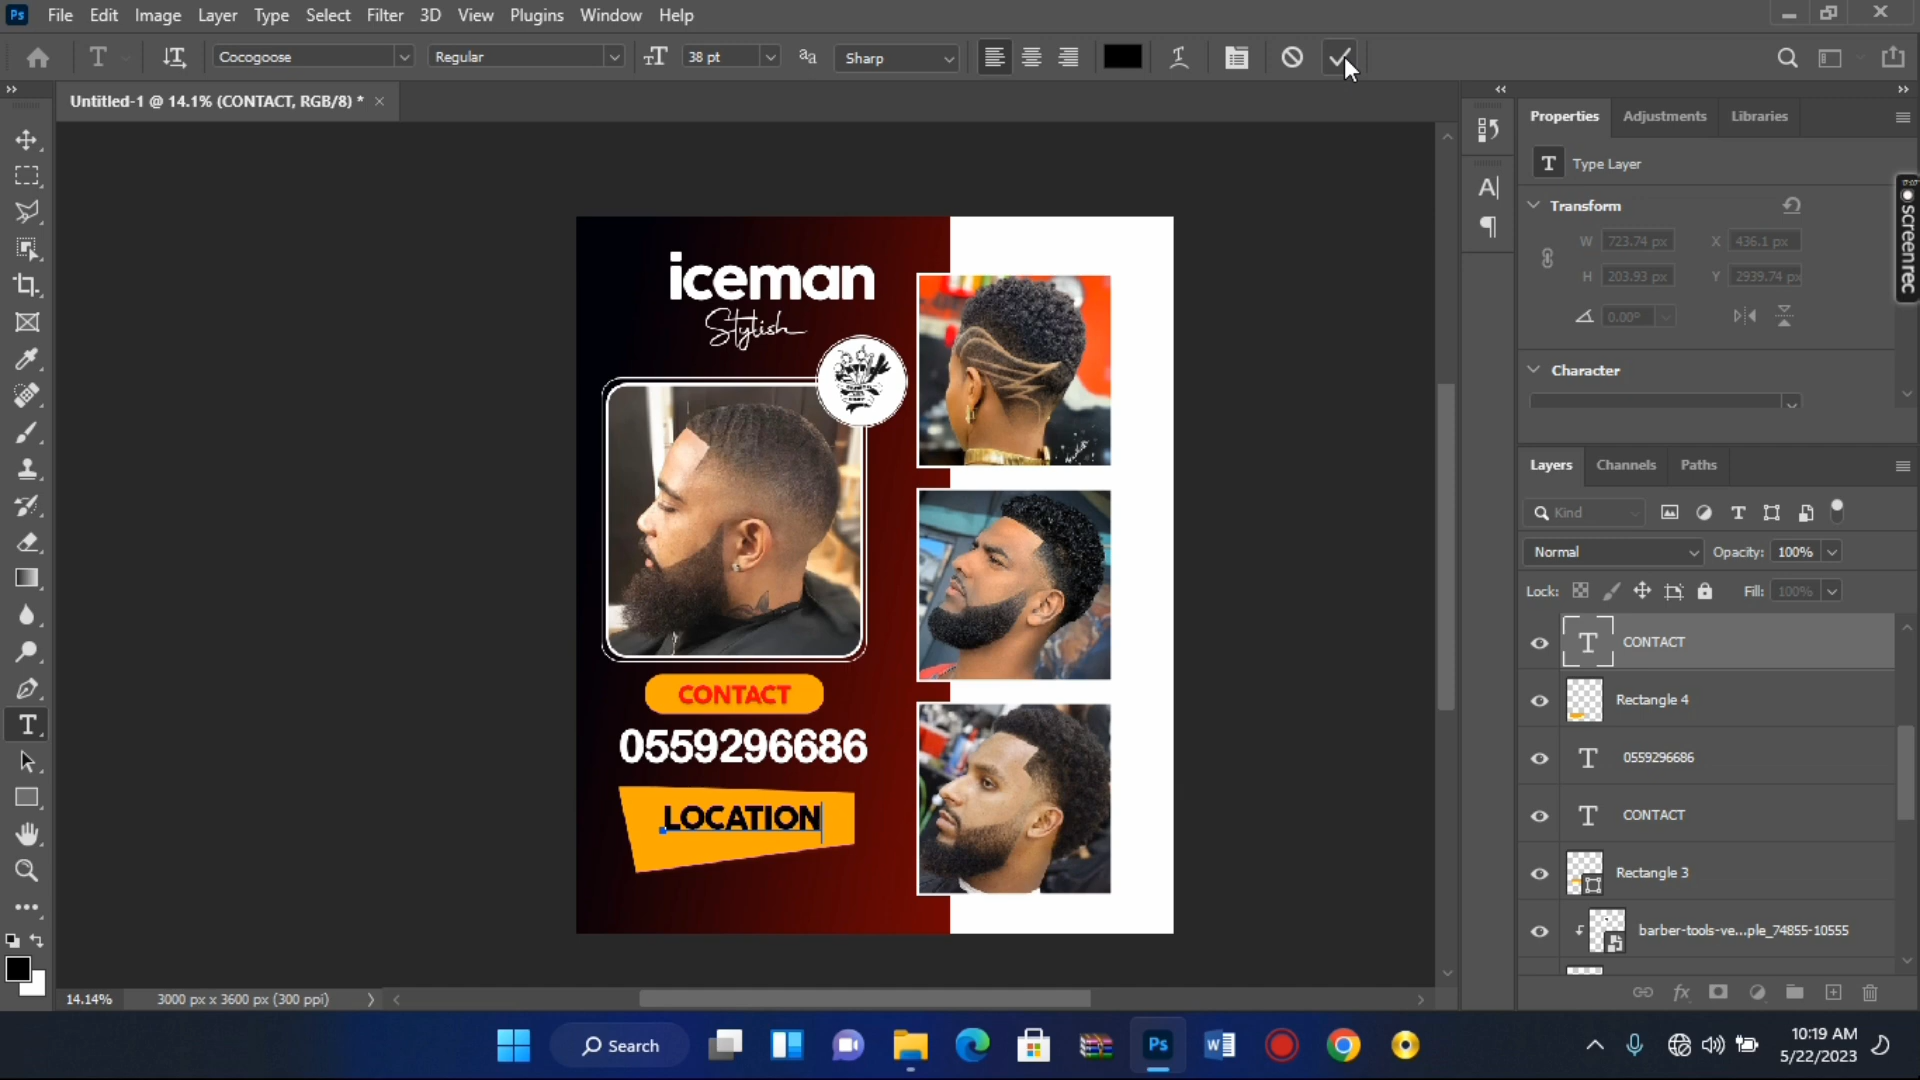 Ps File Edit Image Layer Type Select Filter 3D View Plugins Window Help
T Cocogoose Regular 38 pt Sharp
Untitled-1 @ 14.1% (CONTACT, RGB/8) *
iceman
Stylish
CONTACT
0559296686
LOCATION
Properties Adjustments Libraries
T Type Layer
Transform
W 723.74 px X 436.1 px
H 203.93 px Y 2939.74 px
0.00°
Character
screenrec
Layers Channels Paths
Kind
Normal Opacity: 100%
Lock: Fill: 100%
T CONTACT
Rectangle 4
T 0559296686
T CONTACT
Rectangle 3
barber-tools-ve...ple_74855-10555
14.14% 3000 px x 3600 px (300 ppi)
Search
Ps
10:19 AM
5/22/2023